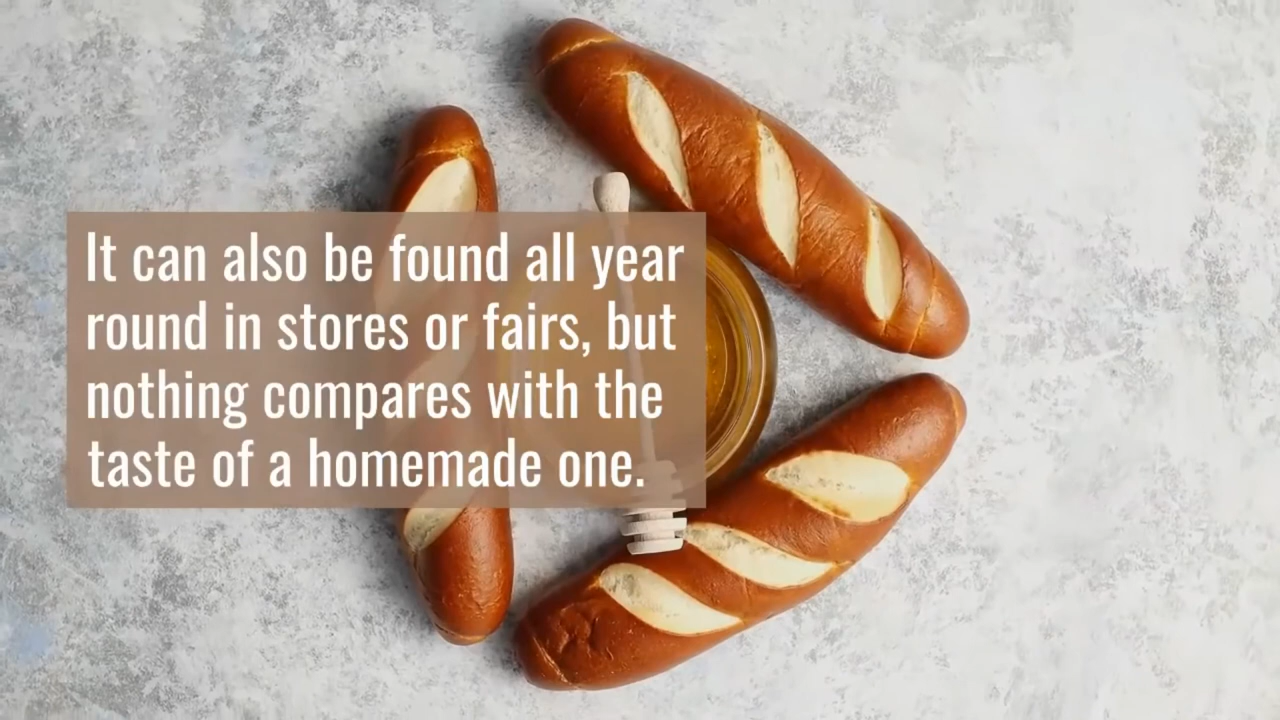 It can also be found all year
round in stores or fairs, but
nothing compares with the
taste of a homemade one.